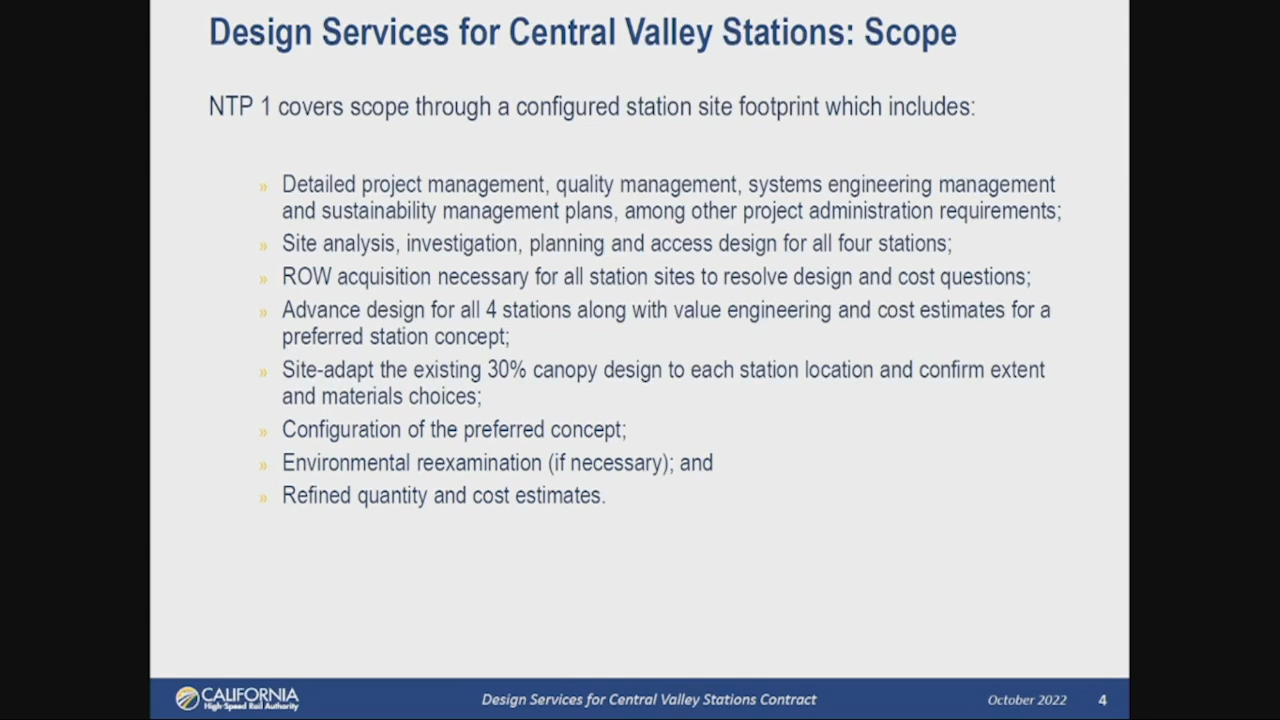 Design Services for Central Valley Stations: Scope
NTP 1 covers scope through a configured station site footprint which includes:
» Detailed project management, quality management, systems engineering management
and sustainability management plans, among other project administration requirements;
» Site analysis, investigation, planning and access design for all four stations;
» ROW acquisition necessary for all station sites to resolve design and cost questions;
» Advance design for all 4 stations along with value engineering and cost estimates for a
preferred station concept;
» Site-adapt the existing 30% canopy design to each station location and confirm extent
and materials choices;
» Configuration of the preferred concept;
» Environmental reexamination (if necessary); and
» Refined quantity and cost estimates.
CALIFORNIA
High-Speed Rail Authority
Design Services for Central Valley Stations Contract
October 2022
4